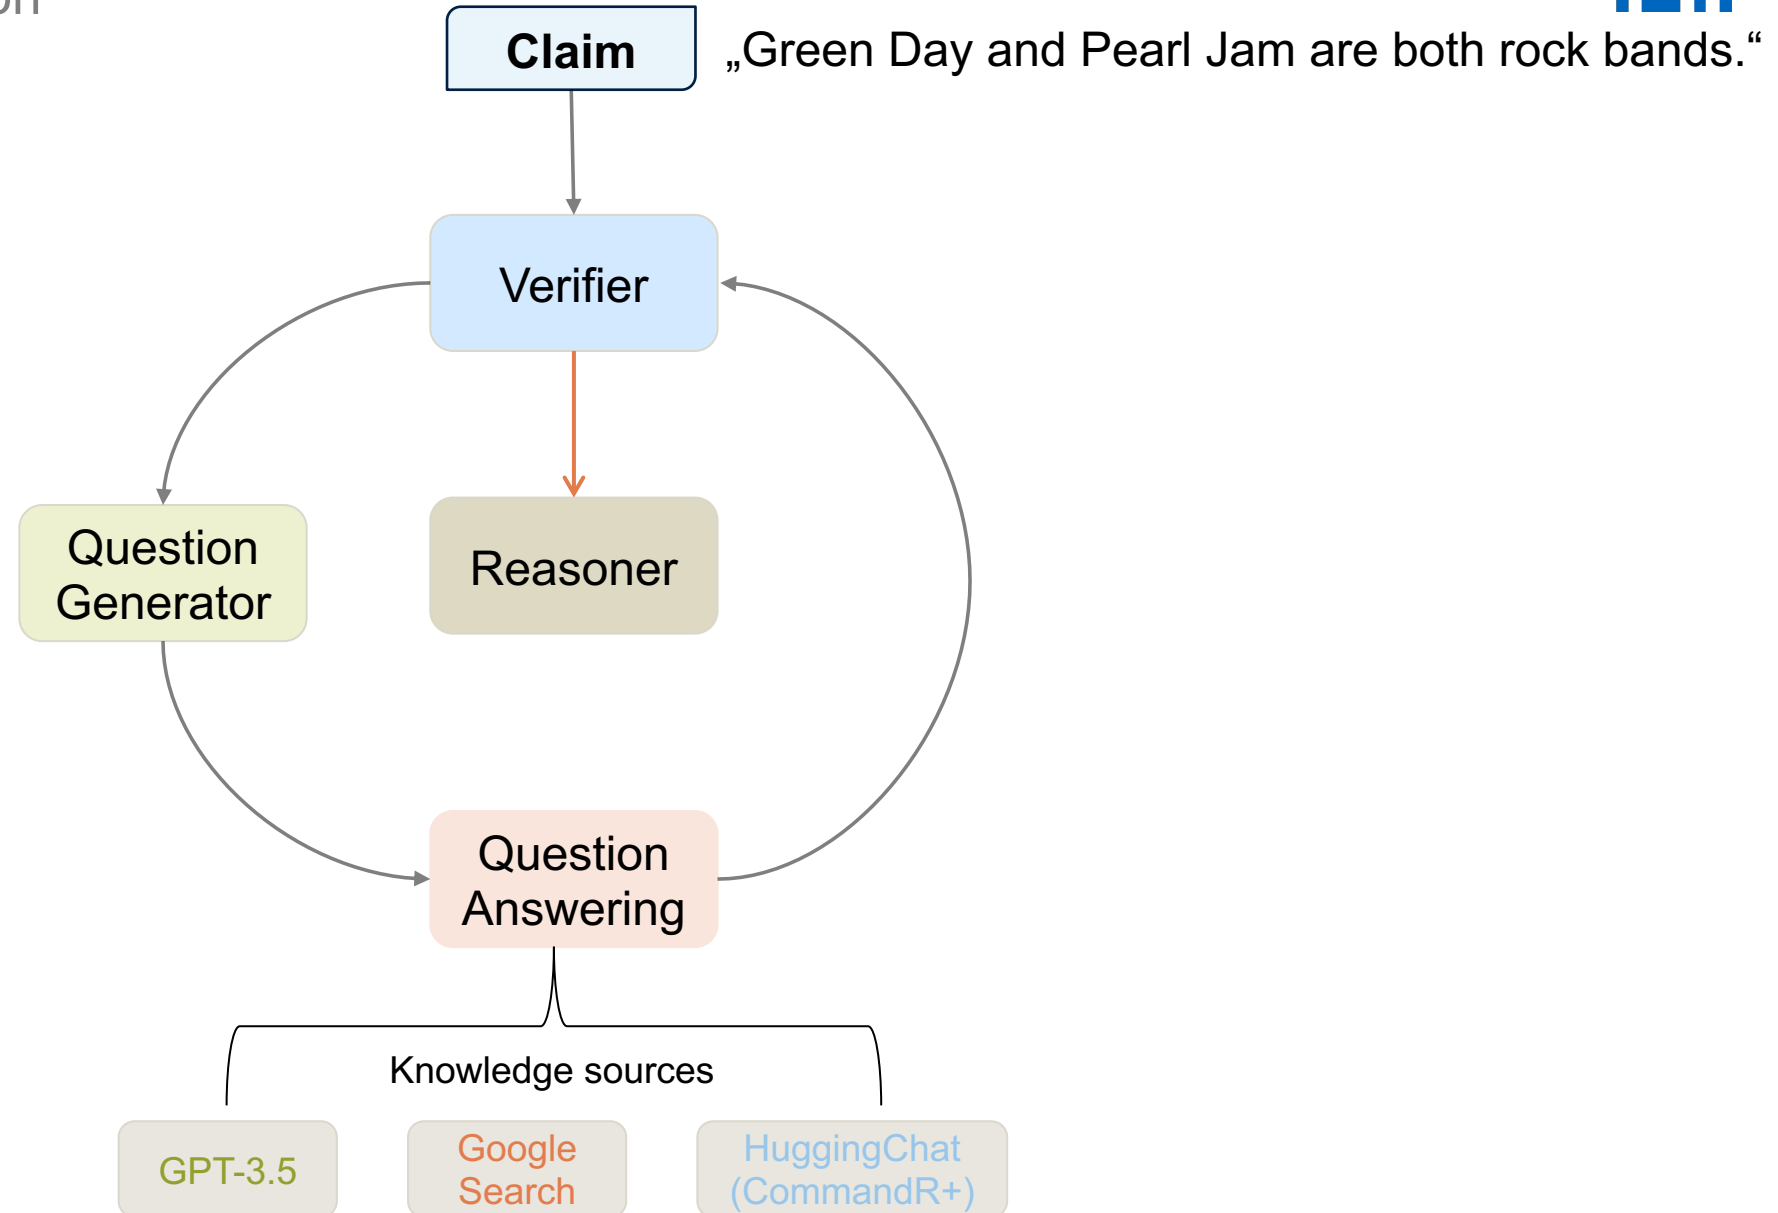 Claim
„Green Day and Pearl Jam are both rock bands.“
Verifier
Question
Generator
Reasoner
Question
Answering
Knowledge sources
GPT-3.5
Google
Search
HuggingChat
(CommandR+)